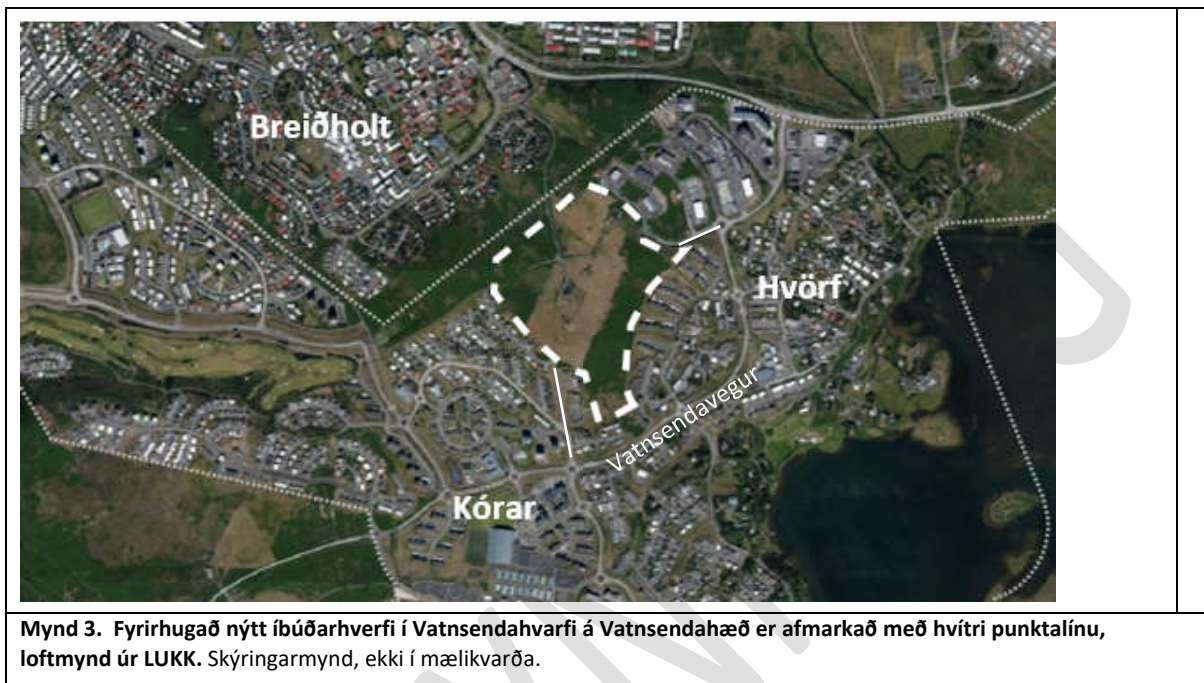 Breiðholt
Hvörf
Vatnsendavegur
Kórar
Mynd 3. Fyrirhugað nýtt íbúðarhverfi í Vatnsendahvarfi á Vatnsendahæð er afmarkað með hvítri punktalínu,
loftmynd úr LUKK. Skýringarmynd, ekki í mælikvarða.